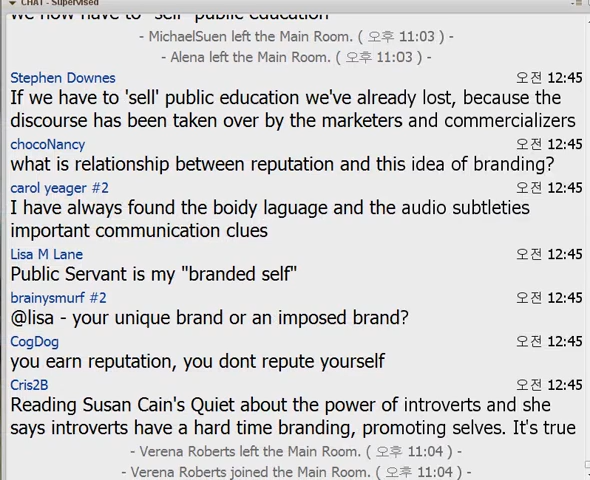 CHAT - Supervised
we now have to "sell" public education
- MichaelSuen left the Main Room. ( 오후 11:03 ) -
- Alena left the Main Room. ( 오후 11:03 ) -
Stephen Downes 오전 12:45
If we have to 'sell' public education we've already lost, because the
discourse has been taken over by the marketers and commercializers
chocoNancy 오전 12:45
what is relationship between reputation and this idea of branding?
carol yeager #2 오전 12:45
I have always found the boidy laguage and the audio subtleties
important communication clues
Lisa M Lane 오전 12:45
Public Servant is my "branded self"
brainysmurf #2 오전 12:45
@lisa - your unique brand or an imposed brand?
CogDog 오전 12:45
you earn reputation, you dont repute yourself
Cris2B 오전 12:45
Reading Susan Cain's Quiet about the power of introverts and she
says introverts have a hard time branding, promoting selves. It's true
- Verena Roberts left the Main Room. ( 오후 11:04 ) -
- Verena Roberts joined the Main Room. ( 오후 11:04 ) -